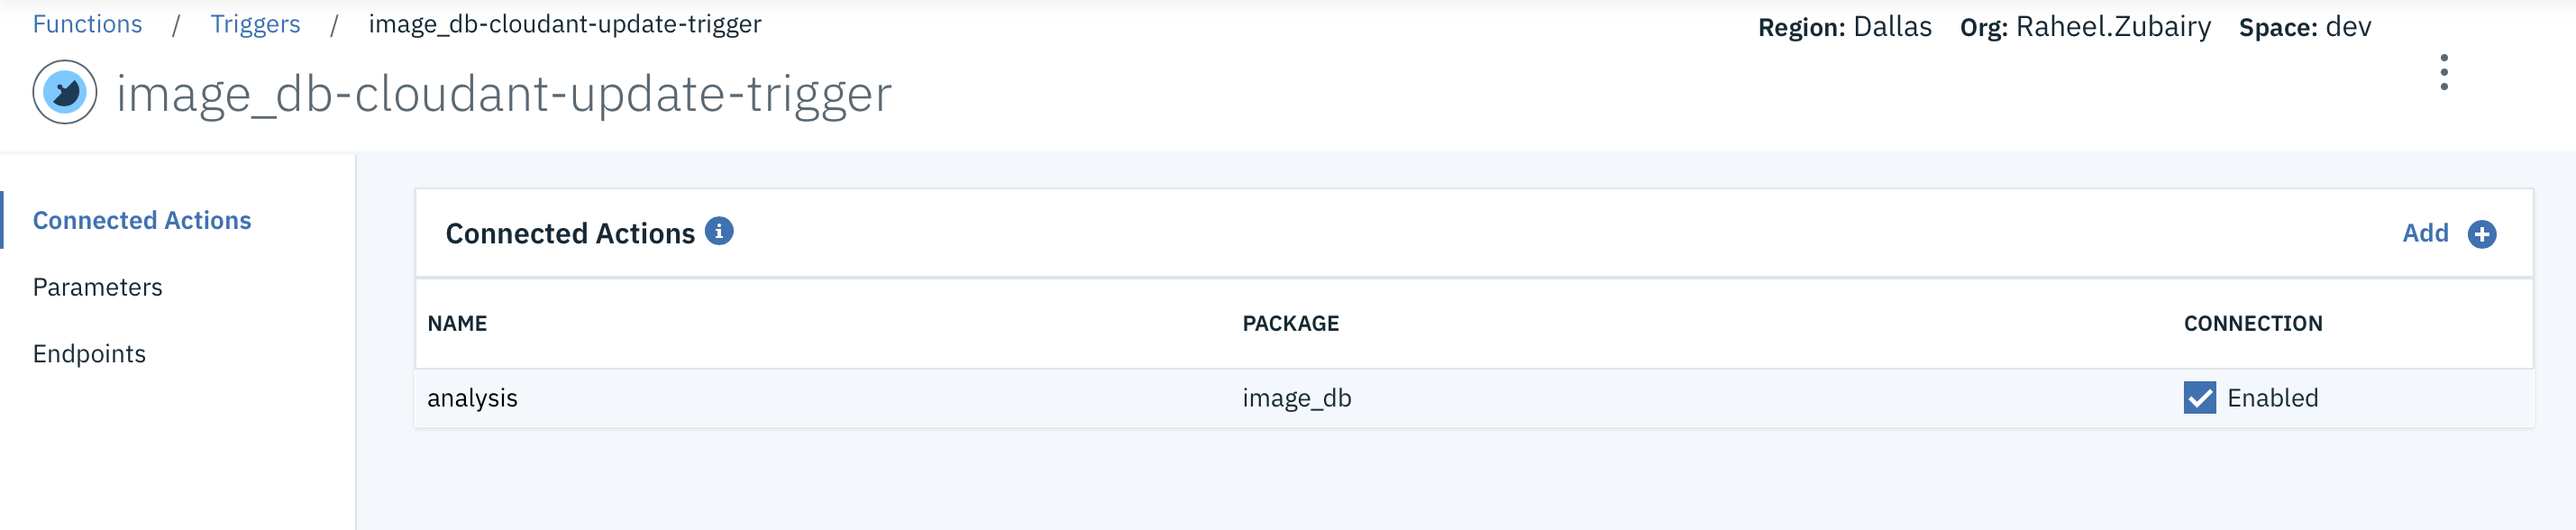 Functions / Triggers / image_db-cloudant-update-trigger
Region: Dallas Org: Raheel.Zubairy Space: dev
image_db-cloudant-update-trigger
Connected Actions
Parameters
Endpoints
Connected Actions
Add
NAME PACKAGE CONNECTION
analysis image_db Enabled